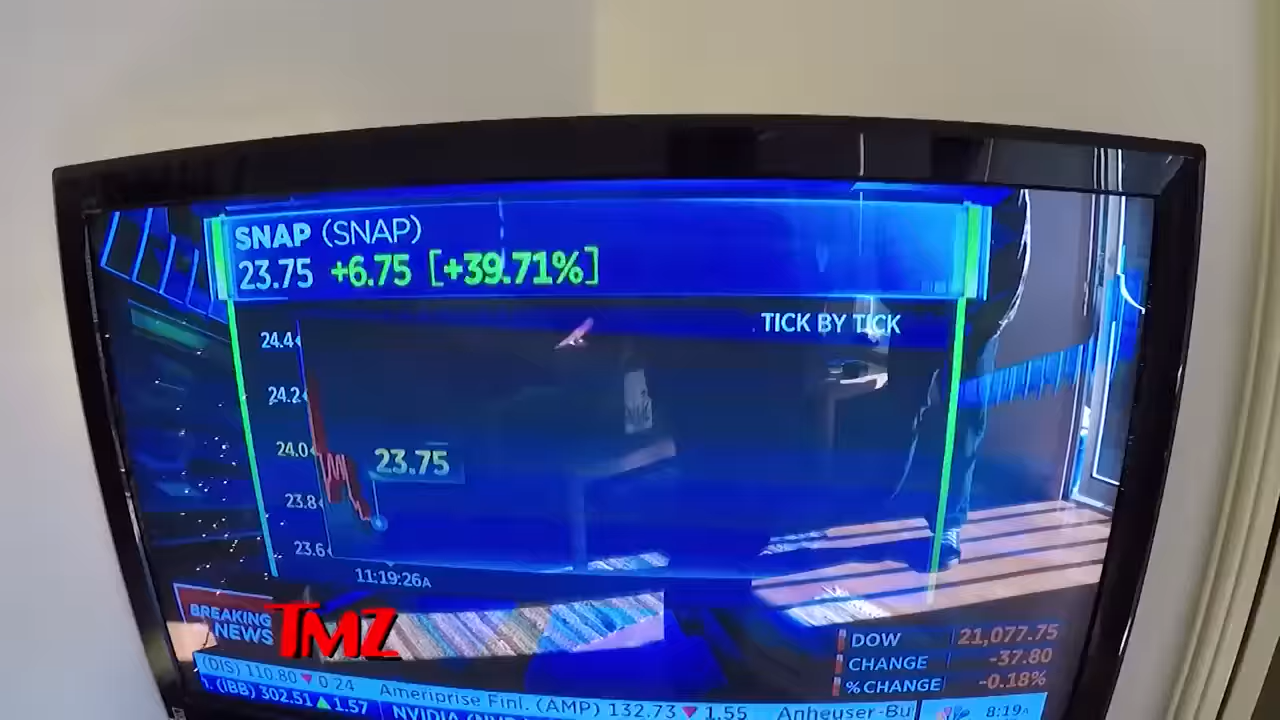 SNAP (SNAP)
23.75 +6.75 [+39.71%]
TICK BY TICK
24.4
24.2
24.0
23.8
23.6
23.75
11:19:26A
BREAKING
NEWS
TMZ
DOW 21,077.75
CHANGE -37.80
% CHANGE -0.18%
(DIS) 110.80 ▼ 0.24 Ameriprise Finl. (AMP) 132.73 ▼ 1.55 Anheuser-Bu
(IBB) 302.51 ▲ 1.57 NVIDIA
8:19A